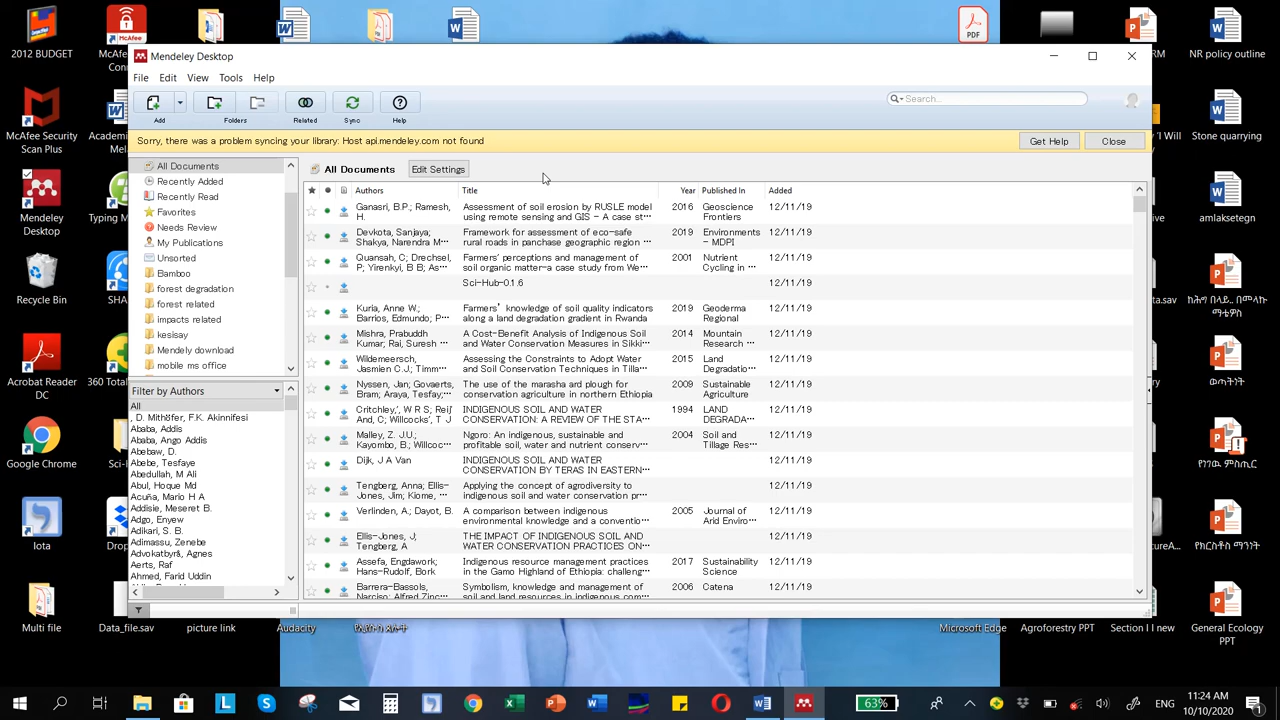 2012 BUDGET
McAfee
NR policy outline
Mendeley Desktop
File Edit View Tools Help
Search...
Add Folders Related Sync Help
McAfee Security
Scan Plus
Stone quarrying
Sorry, there was a problem syncing your library: Host api.mendeley.com not found
Get Help Close
All Documents
Edit Settings
Recently Added
Recently Read
Favorites
Needs Review
My Publications
Unsorted
Bamboo
forest degradation
forest related
impacts related
kesisay
Mendely download
mobile ms office
Filter by Authors
All
, D. Mithőfer, F.K. Akinnifesi
Ababa, Addis
Ababa, Ango Addis
Abebaw, D.
Abebe, Tesfaye
Abedullah, M Ali
Abul, Hoque Md
Acuña, Mario H A
Addisie, Meseret B.
Adgo, Enyew
Adikari, S. B.
Adimassu, Zenebe
Advokatbyrå, Agnes
Aerts, Raf
Ahmed, Farid Uddin
All Documents Edit Settings
Authors Title Year Published In Added
using remote sensing and GIS - A case st...
Geoscience
Frontiers
12/11/19
Devkota, Sanjaya;
Shakya, Narendra M...
Framework for assessment of eco-safe
rural roads in panchase geographic region ...
2019
Environments
- MDPI
12/11/19
Quansah, C; Drechsel,
P; Yirenkyi, B B; As...
Farmers' perceptions and management of
soil organic matter-a case study from We...
2001
Nutrient
Cycling in ...
12/11/19
Sci-Hub-0.1.6
12/11/19
Kuria, Anne W.;
Barrios, Edmundo; P...
Farmers' knowledge of soil quality indicators
along a land degradation gradient in Rwanda
2019
Geoderma
Regional
12/11/19
Mishra, Prabuddh
Kumar; Rai, Suresh ...
A Cost-Benefit Analysis of Indigenous Soil
and Water Conservation Measures in Sikki...
2014
Mountain
Research ...
12/11/19
Wildemeersch,
Jasmien C.J.; Timm...
Assessing the Constraints to Adopt Water
and Soil Conservation Techniques in Tilla...
2015
Land
Degradatio...
12/11/19
Nyssen, Jan; Govaerts,
Bram; Araya, Tesfay...
The use of the marasha ard plough for
conservation agriculture in northern Ethiopia
2009
Sustainable
Agriculture
12/11/19
Critchley,', W R S; Reij,
And, C; Willcocks', T J
INDIGENOUS SOIL AND WATER
CONSERVATION: A REVIEW OF THE STA...
1994
LAND
DEGRADA...
12/11/19
Malley, Z. J.U.;
Kayombo, B.; Willcoc...
Ngoro: An indigenous, sustainable and
profitable soil, water and nutrient conserv...
2004
Soil and
Tillage Res...
12/11/19
Dijk, J A Van
INDIGENOUS SOIL AND WATER
CONSERVATION BY TERAS IN EASTERN...
12/11/19
Tengberg, Anna; Ellis-
Jones, Jim; Kiome, ...
Applying the concept of agrodiversity to
indigenous soil and water conservation pr...
12/11/19
Verlinden, A; Dayot, B.
A comparison between indigenous
environmental knowledge and a conventio...
2005
Journal of
Arid Enviro...
12/11/19
Ellis-Jones, J;
Tengberg, A
THE IMPACT OF INDIGENOUS SOIL AND
WATER CONSERVATION PRACTICES ON...
12/11/19
Assefa, Engdawork;
Hans-Rudolf, Bork
Indigenous resource management practices
in the Gamo Highland of Ethiopia: challeng...
2017
Sustainability
Science
12/11/19
Barrera-Bassols,
Symbolism, knowledge and management of
soil and land resources in indigenous com...
2006
Catena
12/11/19
Mendeley
Desktop
Typing M
amlaksetegn
Recycle Bin
SHA
Acrobat Reader
DC
360 Total
ወጣትነት
Google Chrome
Sci-
የነገዉ ምስጢር
Iota
Drop
የክርስቶስ ማንነት
Multi file
Data_file.sav
picture link
Audacity
Microsoft Edge
Agroforestry PPT
Section I new
General Ecology
PPT
63%
ENG
11:24 AM
10/10/2020